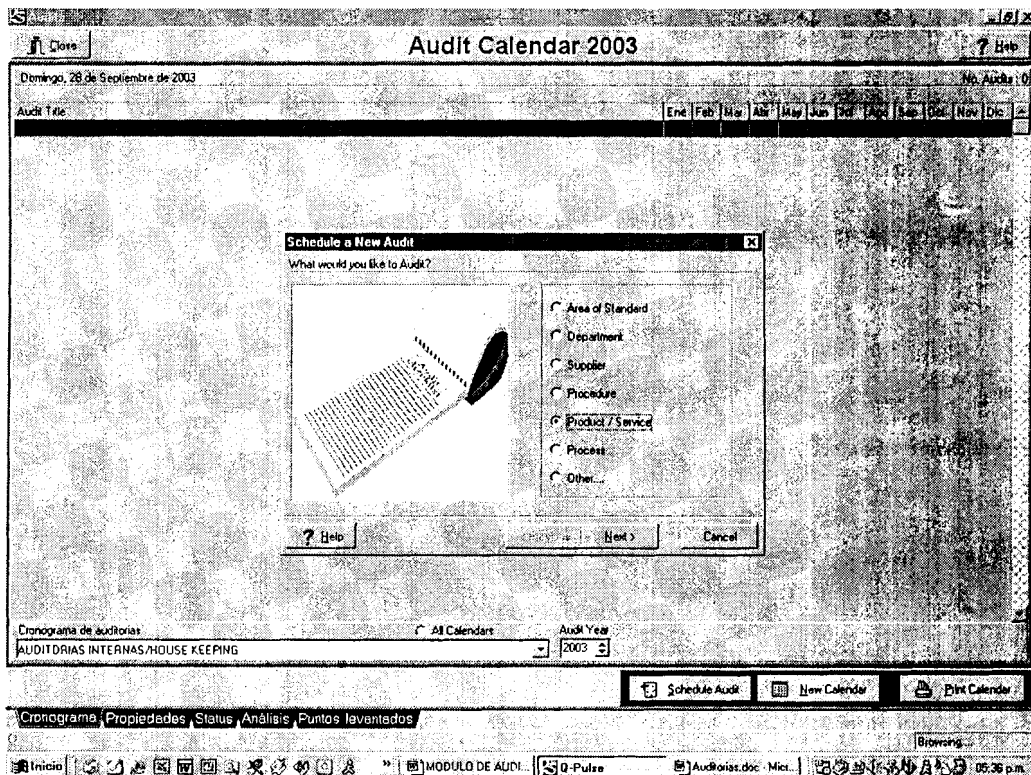 Close
Audit Calendar 2003
? Help
Domingo, 28 de Septiembre de 2003
No. Audits : 0
Audit Title
Ene Feb Mar Abr May Jun Jul Ago Sep Oct Nov Dic
Schedule a New Audit
What would you like to Audit?
Area of Standard
Department
Supplier
Procedure
Product / Service
Process
Other...
? Help
Next >
Cancel
Cronograma de auditorias
All Calendars
Audit Year
AUDITORIAS INTERNAS/HOUSE KEEPING
2003
Schedule Audit
New Calendar
Print Calendar
Cronograma Propiedades Status Análisis Puntos levantados
Browsing...
Inicio
» MODULO DE AUDI...
Q-Pulse
Auditorias.doc - Micr...
05:36 p.m.